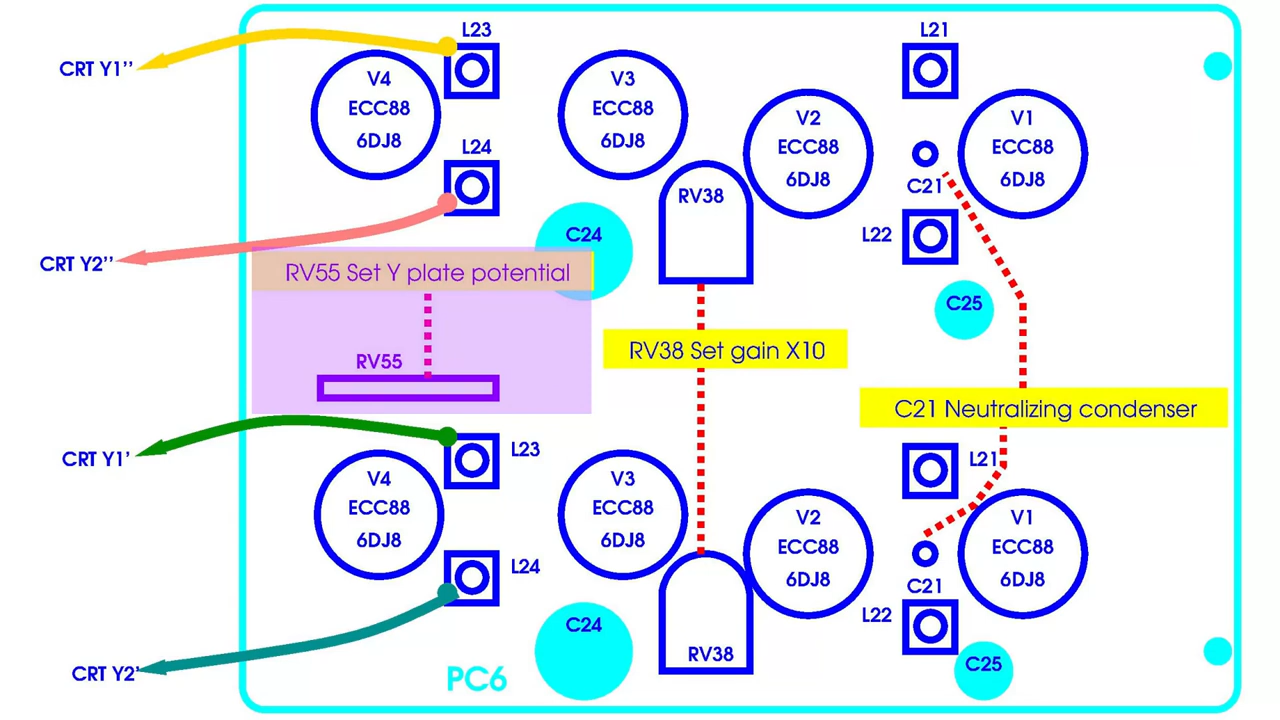 L23
L21
CRT Y1’’
V4
ECC88
6DJ8
V3
ECC88
6DJ8
V2
ECC88
6DJ8
V1
ECC88
6DJ8
L24
C21
RV38
L22
C24
CRT Y2’’
RV55 Set Y plate potential
C25
RV38 Set gain X10
RV55
C21 Neutralizing condenser
CRT Y1’
L23
L21
V4
ECC88
6DJ8
V3
ECC88
6DJ8
V2
ECC88
6DJ8
V1
ECC88
6DJ8
L24
C21
L22
C24
RV38
C25
CRT Y2’
PC6